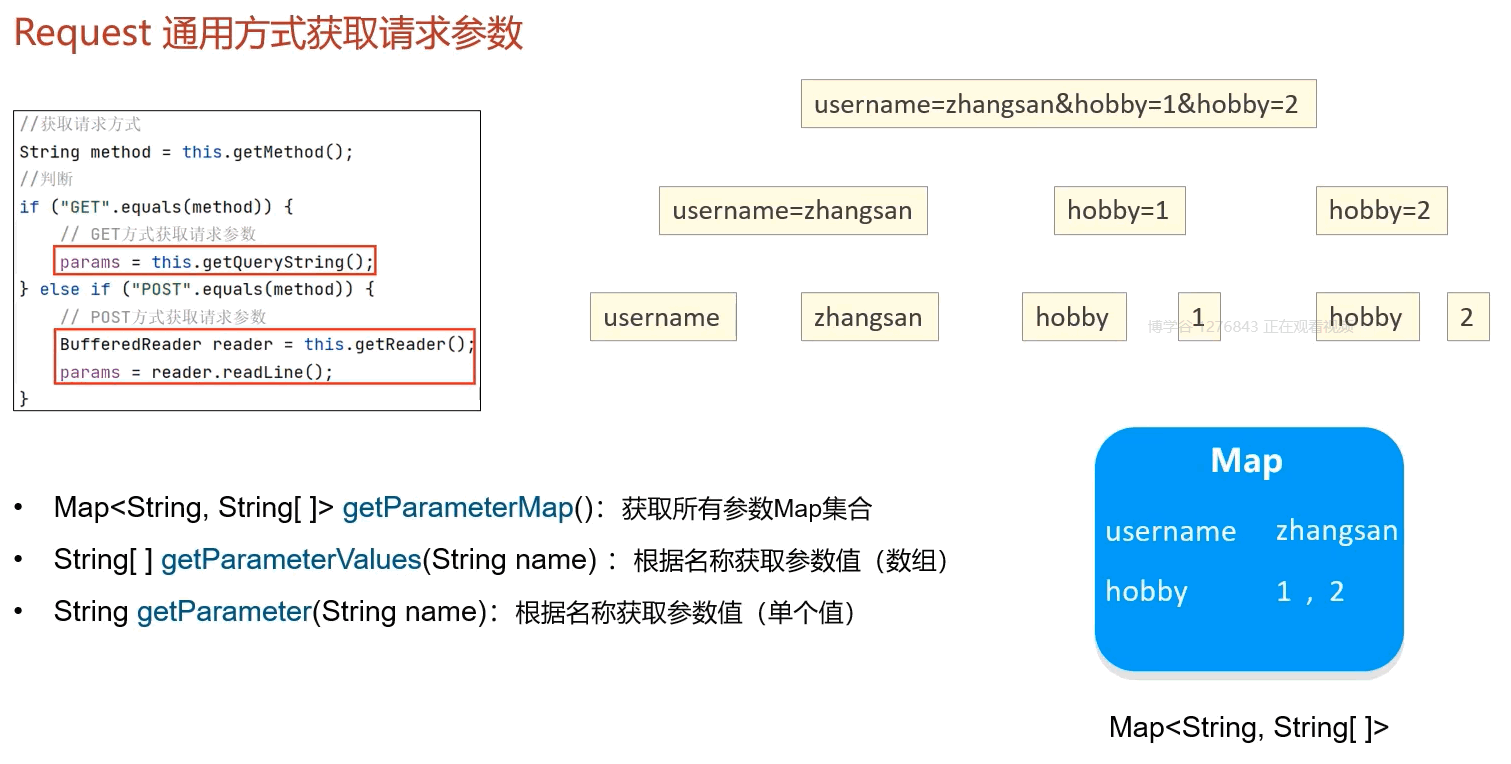 Request 通用方式获取请求参数
//获取请求方式
String method = this.getMethod();
//判断
if ("GET".equals(method)) {
// GET方式获取请求参数
params = this.getQueryString();
} else if ("POST".equals(method)) {
// POST方式获取请求参数
BufferedReader reader = this.getReader();
params = reader.readLine();
}
username=zhangsan&hobby=1&hobby=2
username=zhangsan hobby=1 hobby=2
username zhangsan hobby 1 hobby 2
博学谷 1276843 正在观看视频
• Map<String, String[ ]> getParameterMap()：获取所有参数Map集合
• String[ ] getParameterValues(String name) ：根据名称获取参数值（数组）
• String getParameter(String name)：根据名称获取参数值（单个值）
Map
username zhangsan
hobby 1 , 2
Map<String, String[ ]>